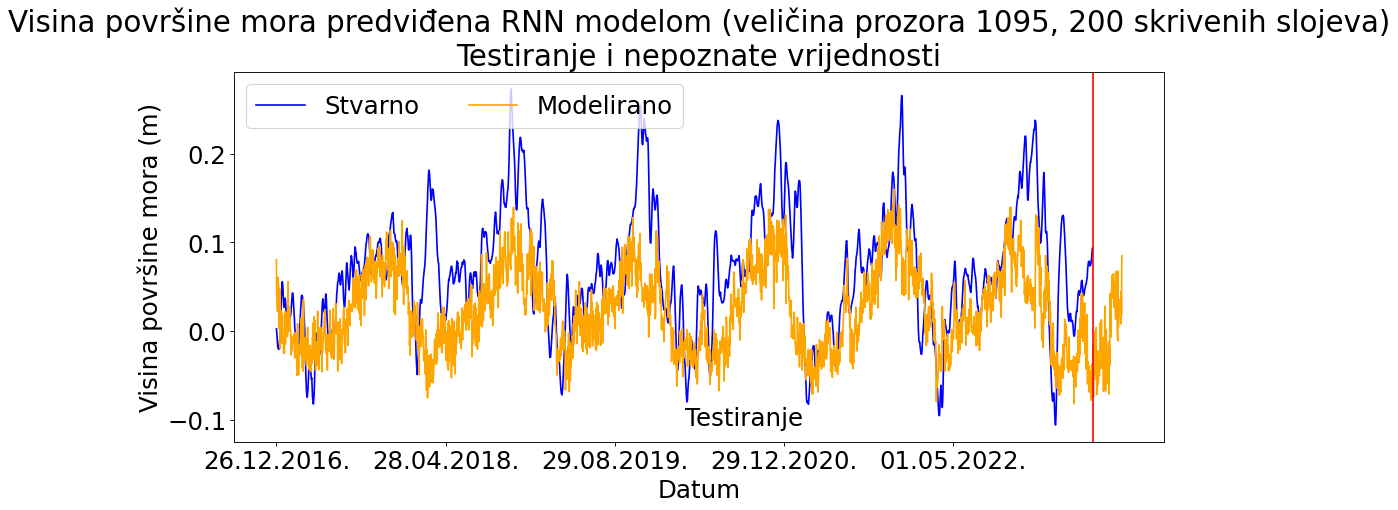 Visina površine mora predviđena RNN modelom (veličina prozora 1095, 200 skrivenih slojeva)
Testiranje i nepoznate vrijednosti
Stvarno
Modelirano
Visina površine mora (m)
0.2
0.1
0.0
−0.1
Testiranje
26.12.2016.
28.04.2018.
29.08.2019.
29.12.2020.
01.05.2022.
Datum